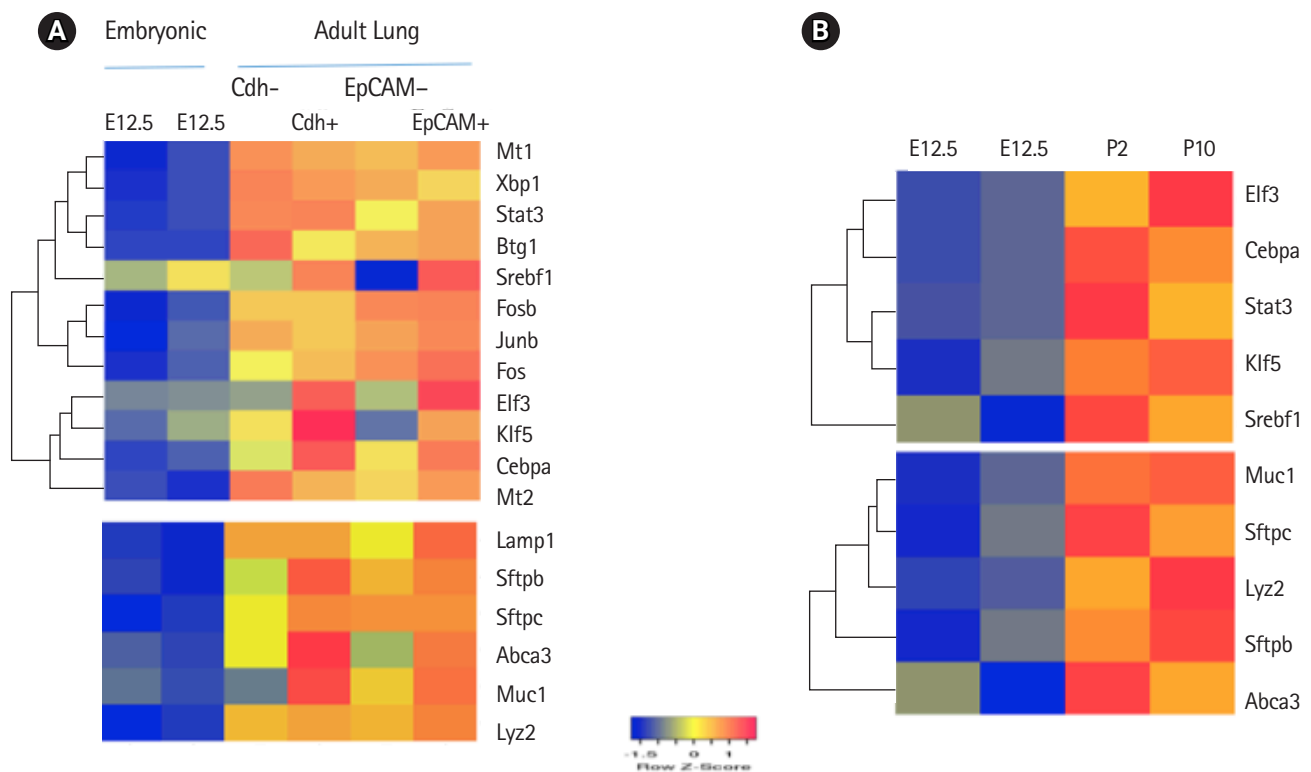 A Embryonic Adult Lung
Cdh– EpCAM–
E12.5 E12.5 Cdh+ EpCAM+
Mt1
Xbp1
Stat3
Btg1
Srebf1
Fosb
Junb
Fos
Elf3
Klf5
Cebpa
Mt2
Lamp1
Sftpb
Sftpc
Abca3
Muc1
Lyz2
-1.5 0 1
Row Z-Score
B
E12.5 E12.5 P2 P10
Elf3
Cebpa
Stat3
Klf5
Srebf1
Muc1
Sftpc
Lyz2
Sftpb
Abca3